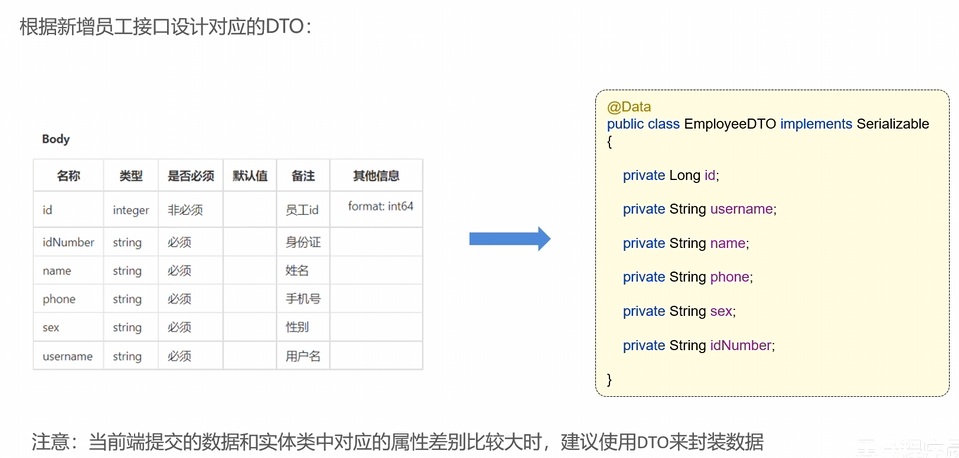 根据新增员工接口设计对应的DTO：
Body
名称 类型 是否必须 默认值 备注 其他信息
id integer 非必须 员工id format: int64
idNumber string 必须 身份证
name string 必须 姓名
phone string 必须 手机号
sex string 必须 性别
username string 必须 用户名
@Data
public class EmployeeDTO implements Serializable
{
private Long id;
private String username;
private String name;
private String phone;
private String sex;
private String idNumber;
}
注意：当前端提交的数据和实体类中对应的属性差别比较大时，建议使用DTO来封装数据